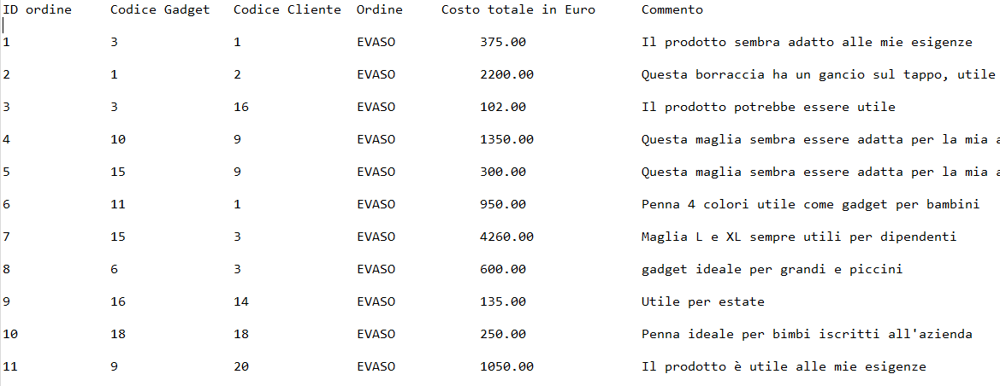 ID ordine Codice Gadget Codice Cliente Ordine Costo totale in Euro Commento
1 3 1 EVASO 375.00 Il prodotto sembra adatto alle mie esigenze
2 1 2 EVASO 2200.00 Questa borraccia ha un gancio sul tappo, utile
3 3 16 EVASO 102.00 Il prodotto potrebbe essere utile
4 10 9 EVASO 1350.00 Questa maglia sembra essere adatta per la mia a
5 15 9 EVASO 300.00 Questa maglia sembra essere adatta per la mia a
6 11 1 EVASO 950.00 Penna 4 colori utile come gadget per bambini
7 15 3 EVASO 4260.00 Maglia L e XL sempre utili per dipendenti
8 6 3 EVASO 600.00 gadget ideale per grandi e piccini
9 16 14 EVASO 135.00 Utile per estate
10 18 18 EVASO 250.00 Penna ideale per bimbi iscritti all'azienda
11 9 20 EVASO 1050.00 Il prodotto è utile alle mie esigenze